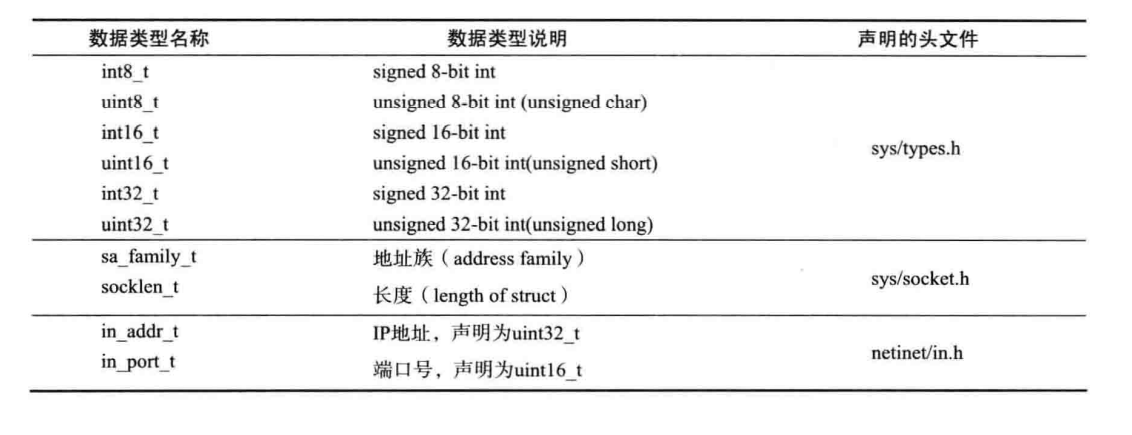 数据类型名称 数据类型说明 声明的头文件
int8_t signed 8-bit int
uint8_t unsigned 8-bit int (unsigned char)
int16_t signed 16-bit int
sys/types.h
uint16_t unsigned 16-bit int(unsigned short)
int32_t signed 32-bit int
uint32_t unsigned 32-bit int(unsigned long)
sa_family_t 地址族（address family）
sys/socket.h
socklen_t 长度（length of struct）
in_addr_t IP地址，声明为uint32_t
netinet/in.h
in_port_t 端口号，声明为uint16_t